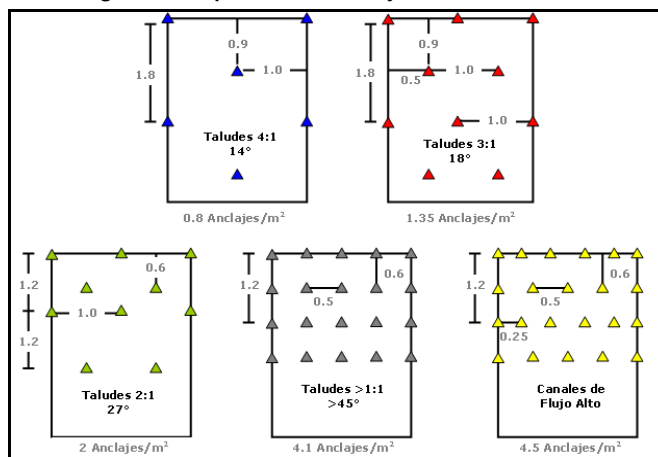 0.9
1.8
1.0
Taludes 4:1
14°
0.8 Anclajes/m²
0.9
1.8
0.5
1.0
1.0
Taludes 3:1
18°
1.35 Anclajes/m²
0.6
1.2
1.0
1.2
Taludes 2:1
27°
2 Anclajes/m²
0.6
1.2
0.5
Taludes >1:1
>45°
4.1 Anclajes/m²
0.6
1.2
0.5
0.25
Canales de
Flujo Alto
4.5 Anclajes/m²